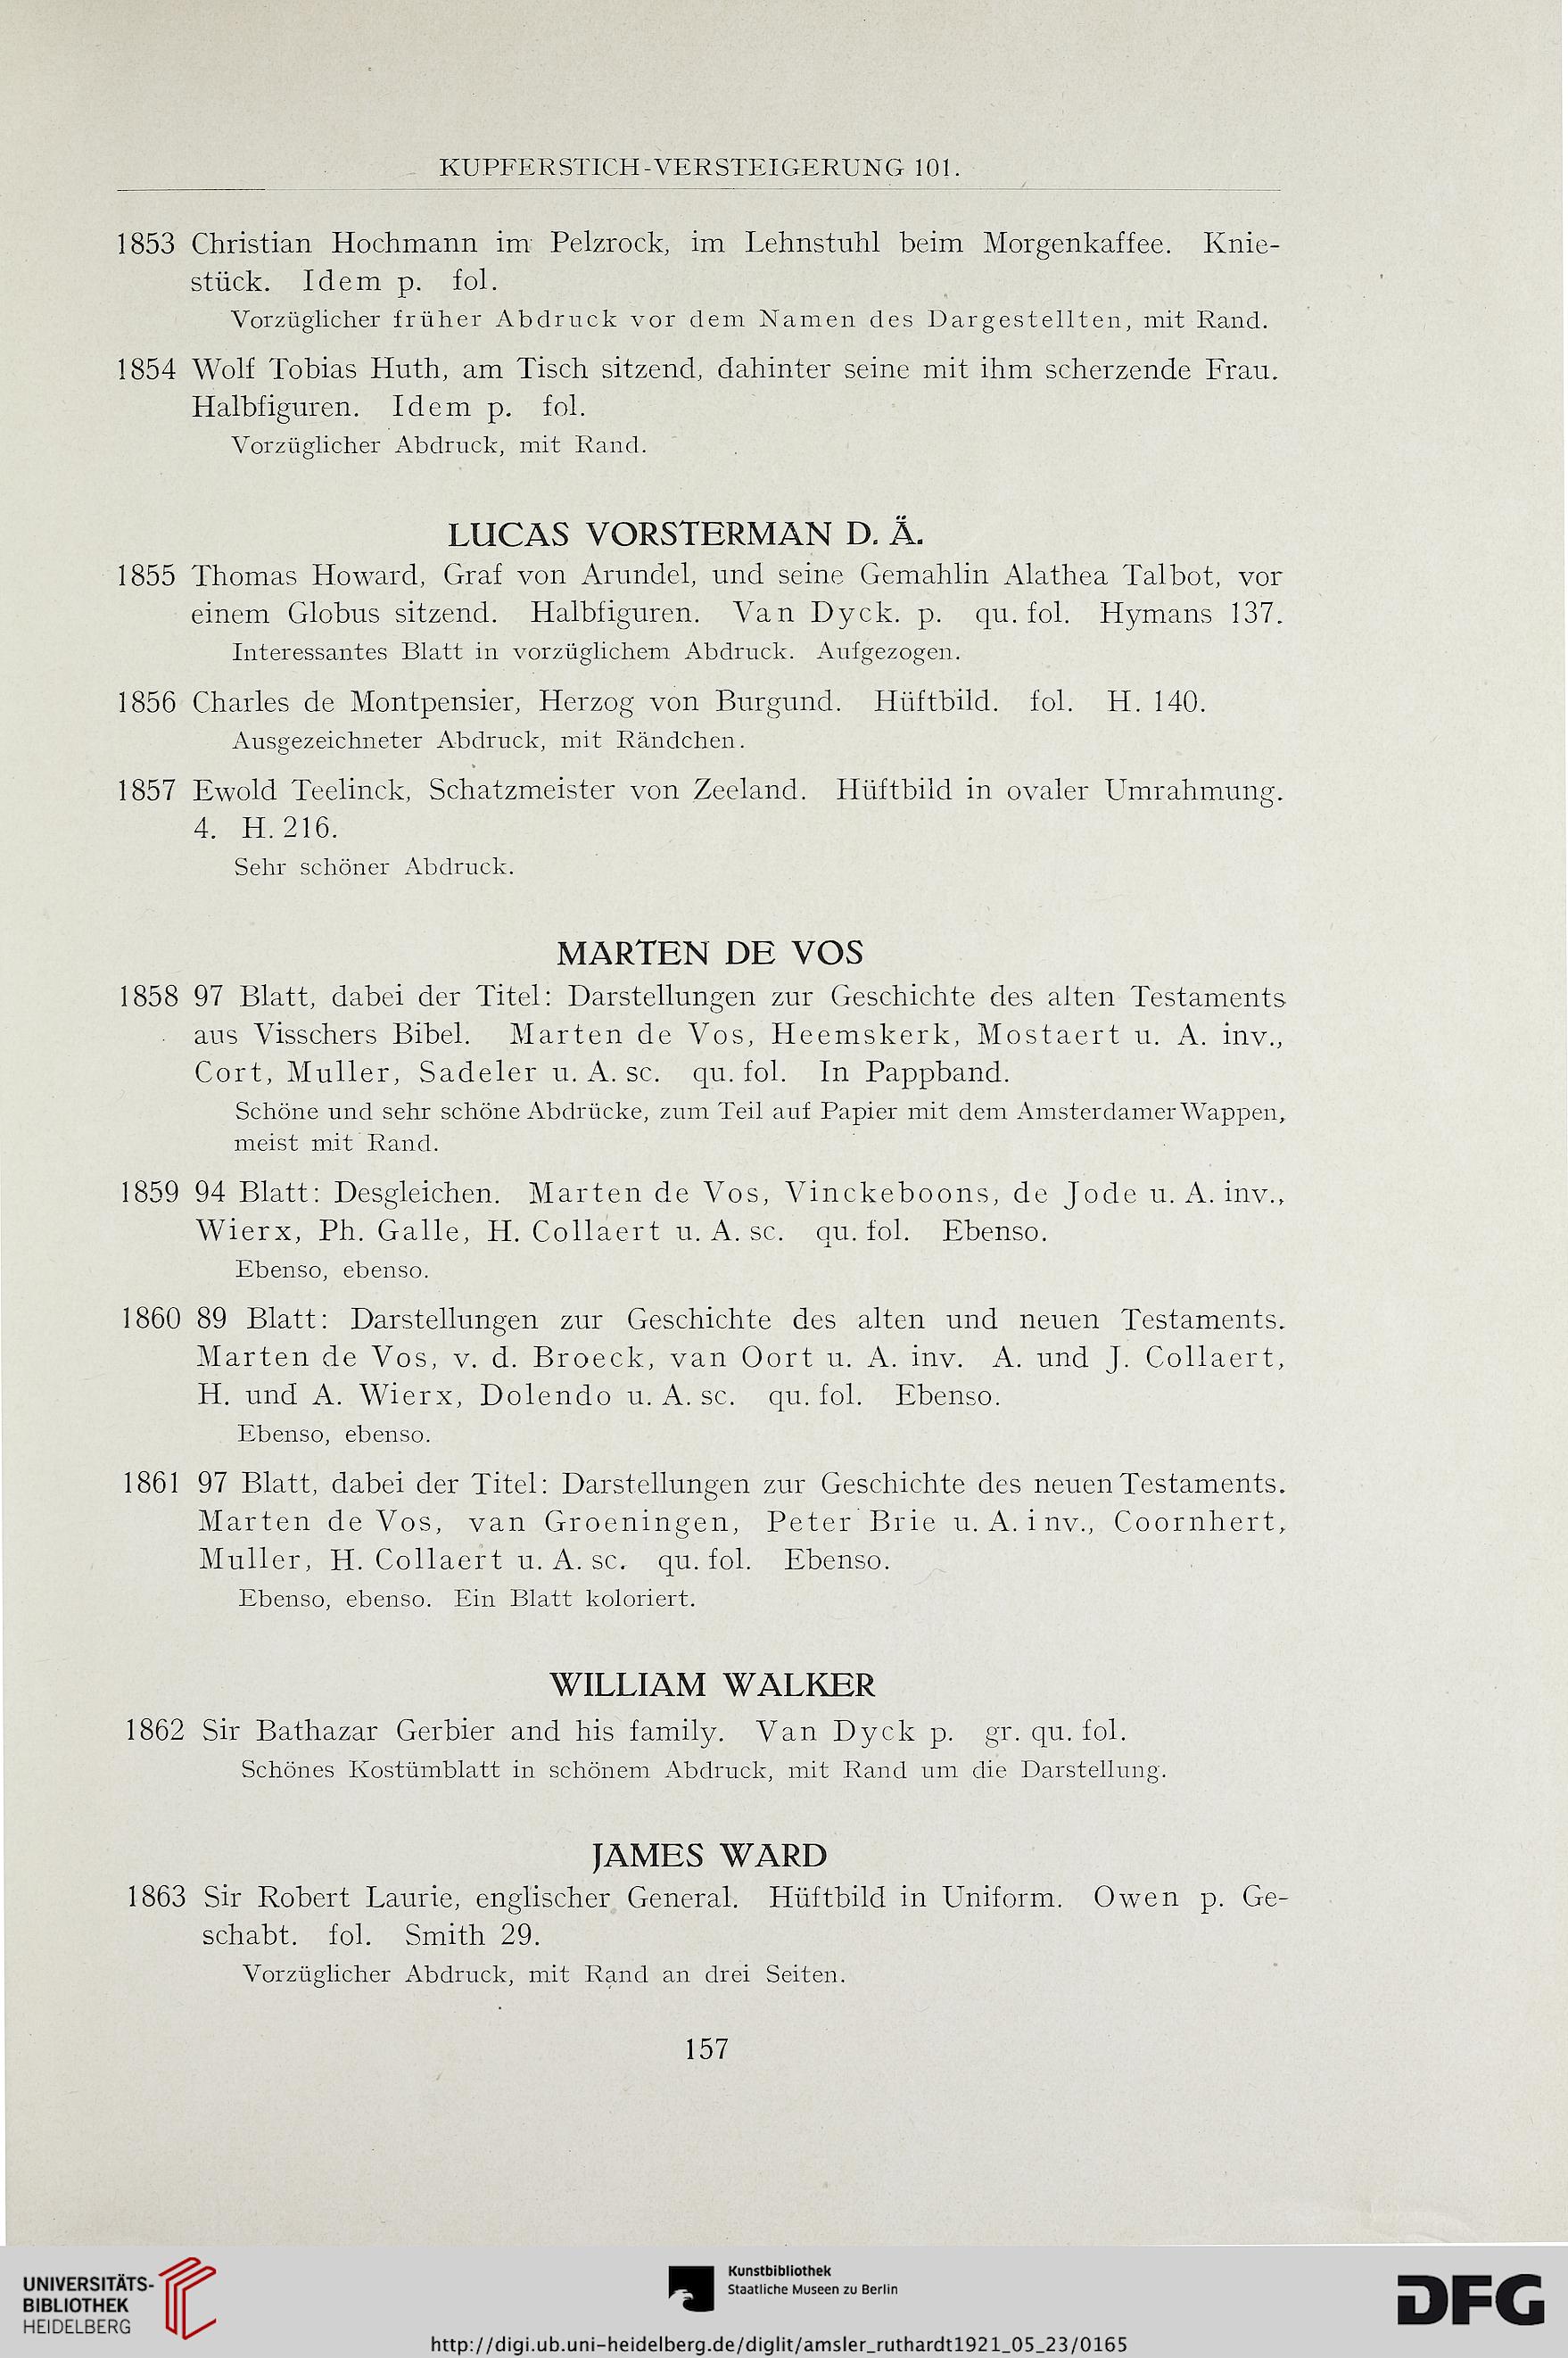 KUPFERSTICH-VERSTEIGERUNG 101.
1853 Christian Hochmann im Pelzrock, im Lehnstuhl beim Morgenkaffee. Knie-
stück. Idem p. fol.
Vorzüglicher früher Abdruck vor dem Namen des Dargestellten, mit Rand.
1854 Wolf Tobias Huth, am Tisch sitzend, dahinter seine mit ihm scherzende Frau.
Halbfiguren. Idem p. fol.
Vorzüglicher Abdruck, mit Rand.
LUCAS VORSTERMAN D. Ä.
1855 Thomas Howard, Graf von Arundel, und seine Gemahlin Alathea Talbot, vor
einem Globus sitzend. Halbfiguren. Van Dyck. p. qu. fol. Hymans 137.
Interessantes Blatt in vorzüglichem Abdruck. Aufgezogen.
1856 Charles de Montpensier, Herzog von Burgund. Hüftbild. fol. H. 140.
Ausgezeichneter Abdruck, mit Rändchen.
1857 Ewold Teelinck, Schatzmeister von Zeeland. Hüftbild in ovaler Umrahmung.
4. H. 216.
Sehr schöner Abdruck.
MARTEN DE VOS
1858 97 Blatt, dabei der Titel: Darstellungen zur Geschichte des alten Testaments
aus Visschers Bibel. Marten de Vos, Heemskerk, Mostaert u. A. inv.,
Cort, Muller, Sadeler u. A. sc. qu. fol. In Pappband.
Schöne und sehr schöne Abdrücke, zum Teil auf Papier mit dem Amsterdamer Wappen,
meist mit Rand.
1859 94 Blatt: Desgleichen. Marten de Vos, Vinckeboons, de Jode u. A. inv.,
Wierx, Ph. Galle, H. Collaert u. A. sc. qu. fol. Ebenso.
Ebenso, ebenso.
1860 89 Blatt: Darstellungen zur Geschichte des alten und neuen Testaments.
Marten de Vos, v. d. Broeck, van Oort u. A. inv. A. und J. Collaert,
H. und A. Wierx, Dolendo u. A. sc. qu. fol. Ebenso.
Ebenso, ebenso.
1861 97 Blatt, dabei der Titel: Darstellungen zur Geschichte des neuen Testaments.
Marten de Vos, van Groeningen, Peter Brie u. A. inv., Coornhert,
Muller, H. Collaert u. A. sc. qu. fol. Ebenso.
Ebenso, ebenso. Ein Blatt koloriert.
WILLIAM WALKER
1862 Sir Bathazar Gerbier and his family. Van Dyck p. gr. qu. fol.
Schönes Kostümblatt in schönem Abdruck, mit Rand um die Darstellung.
JAMES WARD
1863 Sir Robert Laurie, englischer General. Hüftbild in Uniform. Owen p. Ge-
schabt. fol. Smith 29.
Vorzüglicher Abdruck, mit Rand an drei Seiten.
157
UNIVERSITÄTS-
BIBLIOTHEK
HEIDELBERG
Kunstbibliothek
Staatliche Museen zu Berlin
DFG
http://digi.ub.uni-heidelberg.de/diglit/amsler_ruthardt1921_05_23/0165